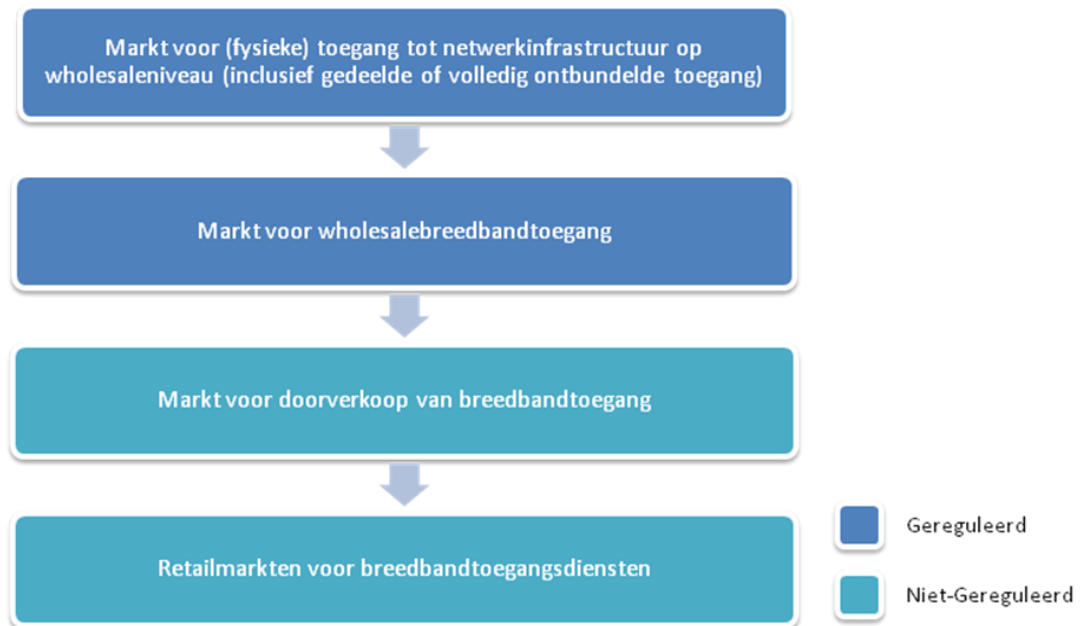 Markt voor (fysieke) toegang tot netwerkinfrastructuur op
wholesaleniveau (inclusief gedeelde of volledig ontbundelde toegang)
Markt voor wholesalebreedbandtoegang
Markt voor doorverkoop van breedbandtoegang
Retailmarkten voor breedbandtoegangsdiensten
Gereguleerd
Niet-Gereguleerd